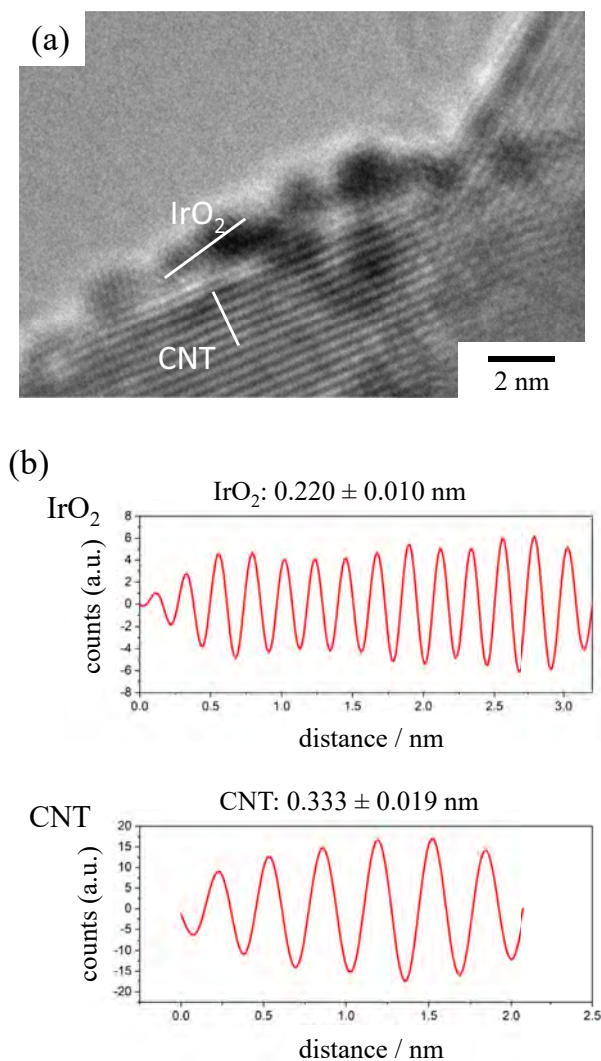 (a)
IrO₂
CNT
2 nm
(b)
IrO₂: 0.220 ± 0.010 nm
IrO₂
8
6
4
2
0
-2
-4
-6
-8
counts (a.u.)
0.0 0.5 1.0 1.5 2.0 2.5 3.0
distance / nm
CNT: 0.333 ± 0.019 nm
CNT
20
15
10
5
0
-5
-10
-15
-20
counts (a.u.)
0.0 0.5 1.0 1.5 2.0 2.5
distance / nm